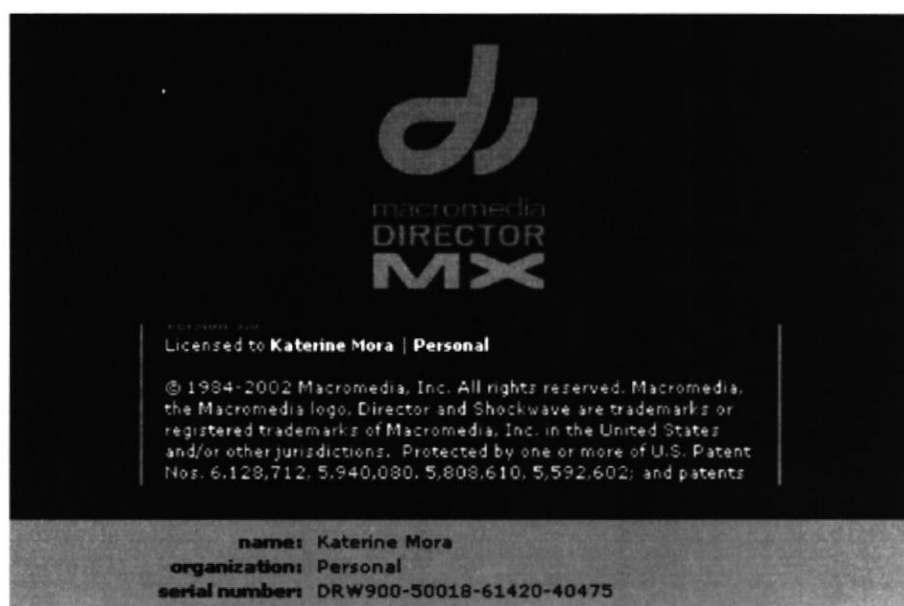 macromedia
DIRECTOR
MX
Licensed to Katerine Mora | Personal
© 1984-2002 Macromedia, Inc. All rights reserved. Macromedia,
the Macromedia logo, Director and Shockwave are trademarks or
registered trademarks of Macromedia, Inc. in the United States
and/or other jurisdictions. Protected by one or more of U.S. Patent
Nos. 6,128,712, 5,940,080, 5,808,610, 5,592,602; and patents
name: Katerine Mora
organization: Personal
serial number: DRW900-50018-61420-40475